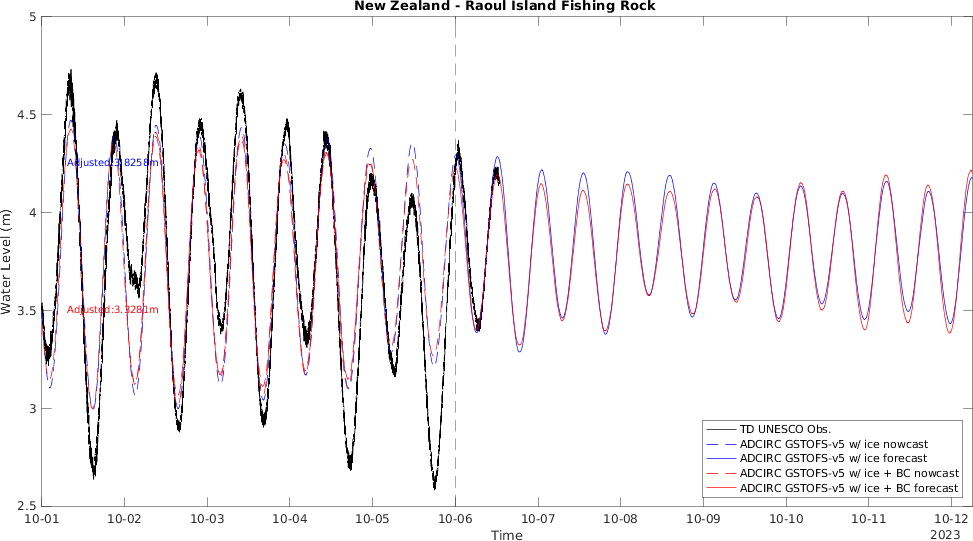 New Zealand - Raoul Island Fishing Rock
5
4.5
4
3.5
3
2.5
Water Level (m)
Adjusted:3.8258m
Adjusted:3.3281m
TD UNESCO Obs.
ADCIRC GSTOFS-v5 w/ ice nowcast
ADCIRC GSTOFS-v5 w/ ice forecast
ADCIRC GSTOFS-v5 w/ ice + BC nowcast
ADCIRC GSTOFS-v5 w/ ice + BC forecast
10-01 10-02 10-03 10-04 10-05 10-06 10-07 10-08 10-09 10-10 10-11 10-12
2023
Time